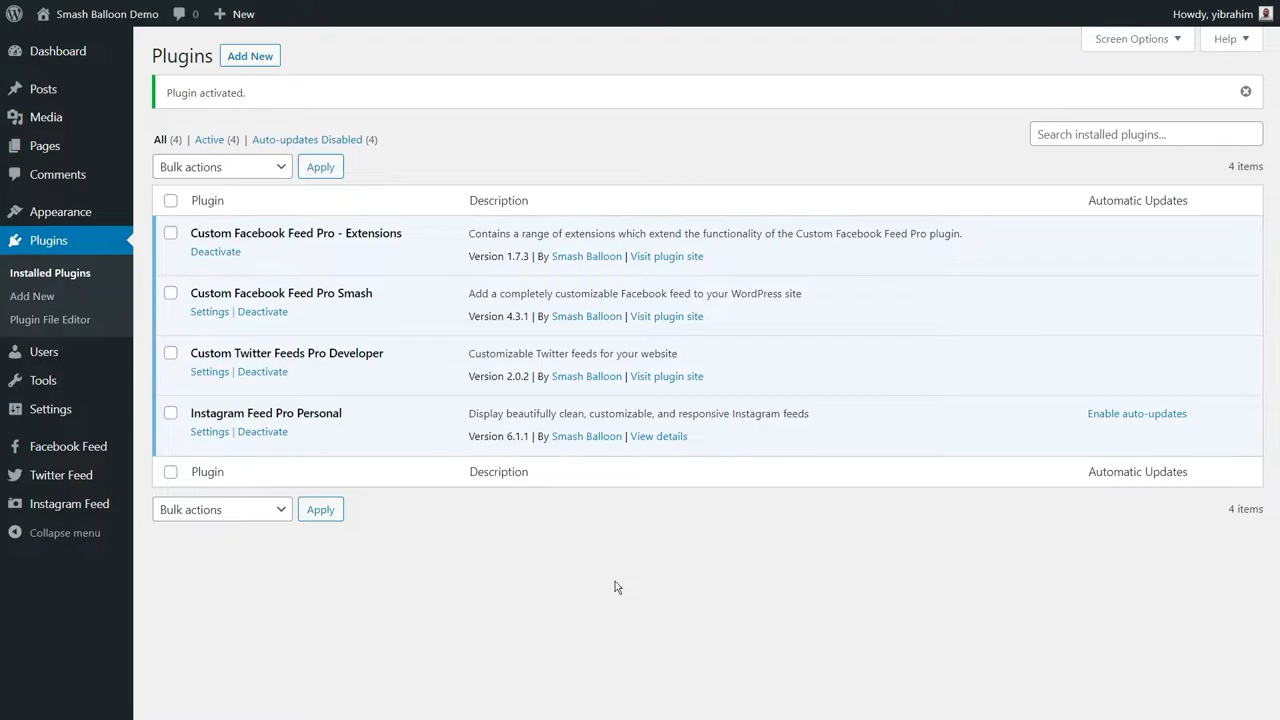 Smash Balloon Demo 0 New Howdy, yibrahim
Dashboard
Posts
Media
Pages
Comments
Appearance
Plugins
Installed Plugins
Add New
Plugin File Editor
Users
Tools
Settings
Facebook Feed
Twitter Feed
Instagram Feed
Collapse menu
Screen Options Help
Plugins Add New
Plugin activated.
All (4) | Active (4) | Auto-updates Disabled (4)
Search installed plugins...
Bulk actions Apply 4 items
Plugin Description Automatic Updates
Custom Facebook Feed Pro - Extensions Contains a range of extensions which extend the functionality of the Custom Facebook Feed Pro plugin.
Deactivate Version 1.7.3 | By Smash Balloon | Visit plugin site
Custom Facebook Feed Pro Smash Add a completely customizable Facebook feed to your WordPress site
Settings | Deactivate Version 4.3.1 | By Smash Balloon | Visit plugin site
Custom Twitter Feeds Pro Developer Customizable Twitter feeds for your website
Settings | Deactivate Version 2.0.2 | By Smash Balloon | Visit plugin site
Instagram Feed Pro Personal Display beautifully clean, customizable, and responsive Instagram feeds Enable auto-updates
Settings | Deactivate Version 6.1.1 | By Smash Balloon | View details
Plugin Description Automatic Updates
Bulk actions Apply 4 items